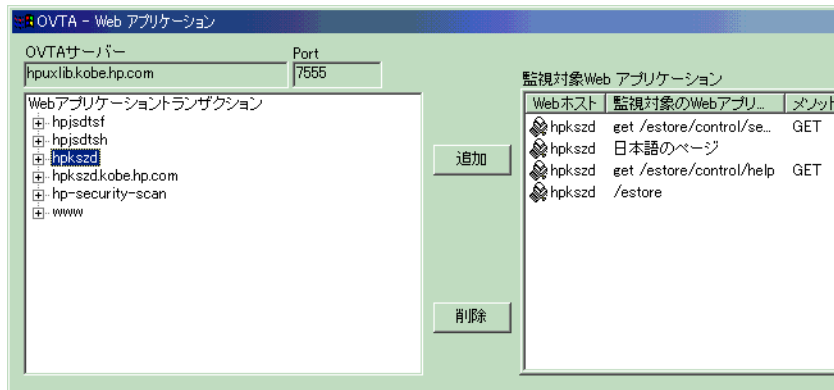 OVTA - Web アプリケーション
OVTAサーバー
Port
hpuxlib.kobe.hp.com
7555
Webアプリケーショントランザクション
hpjsdtsf
hpjsdtsh
hpkszd
hpkszd.kobe.hp.com
hp-security-scan
www
追加
削除
監視対象Web アプリケーション
Webホスト 監視対象のWebアプリ... メソッ
hpkszd get /estore/control/se... GET
hpkszd 日本語のページ
hpkszd get /estore/control/help GET
hpkszd /estore